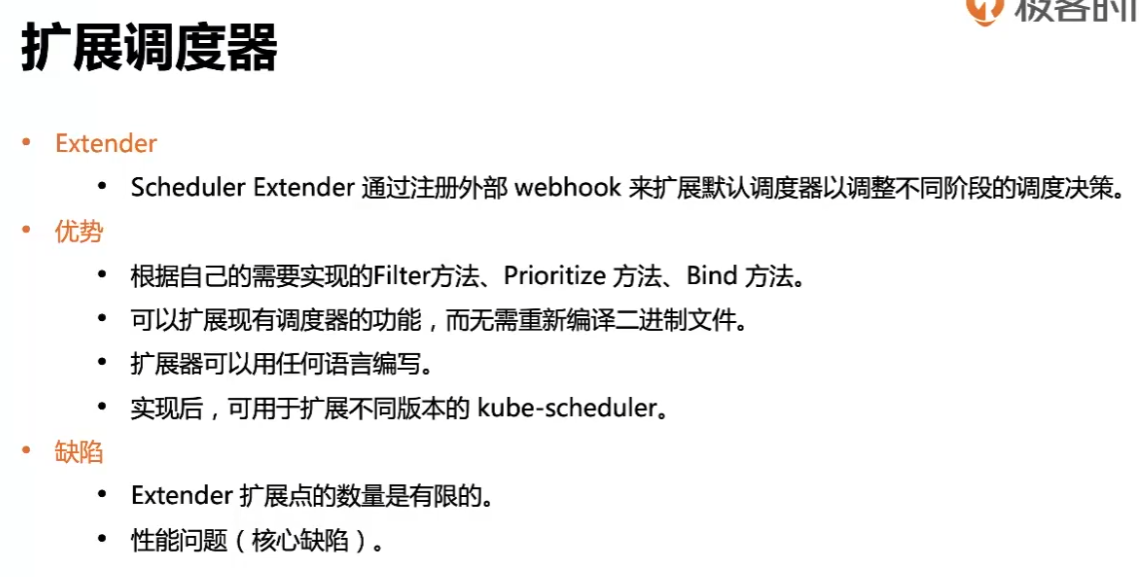 极客时
扩展调度器
• Extender
• Scheduler Extender 通过注册外部 webhook 来扩展默认调度器以调整不同阶段的调度决策。
• 优势
• 根据自己的需要实现的Filter方法、Prioritize 方法、Bind 方法。
• 可以扩展现有调度器的功能，而无需重新编译二进制文件。
• 扩展器可以用任何语言编写。
• 实现后，可用于扩展不同版本的 kube-scheduler。
• 缺陷
• Extender 扩展点的数量是有限的。
• 性能问题（核心缺陷）。